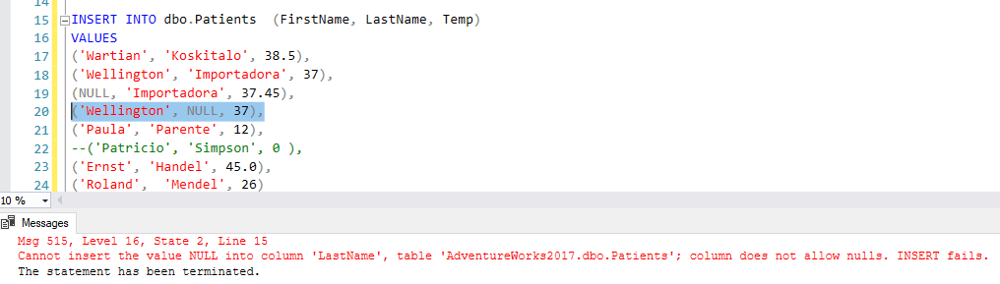 14
15 INSERT INTO dbo.Patients  (FirstName, LastName, Temp)
16 VALUES
17 ('Wartian', 'Koskitalo', 38.5),
18 ('Wellington', 'Importadora', 37),
19 (NULL, 'Importadora', 37.45),
20 ('Wellington', NULL, 37),
21 ('Paula', 'Parente', 12),
22 --('Patricio', 'Simpson', 0 ),
23 ('Ernst', 'Handel', 45.0),
24 ('Roland',  'Mendel', 26)
10 %
Messages
Msg 515, Level 16, State 2, Line 15
Cannot insert the value NULL into column 'LastName', table 'AdventureWorks2017.dbo.Patients'; column does not allow nulls. INSERT fails.
The statement has been terminated.